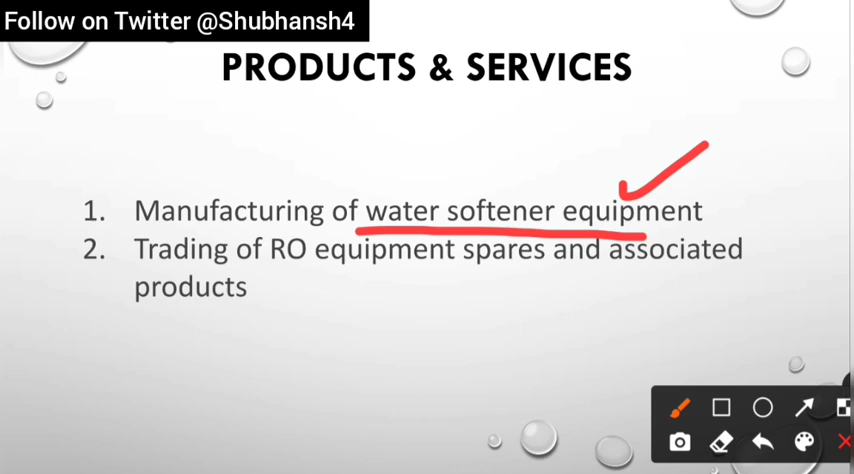 Follow on Twitter @Shubhansh4
PRODUCTS & SERVICES
1. Manufacturing of water softener equipment
2. Trading of RO equipment spares and associated
products